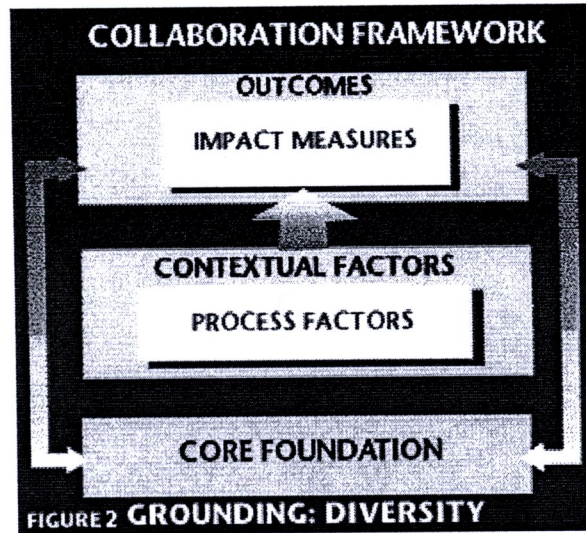 COLLABORATION FRAMEWORK
OUTCOMES
IMPACT MEASURES
CONTEXTUAL FACTORS
PROCESS FACTORS
CORE FOUNDATION
FIGURE 2 GROUNDING: DIVERSITY